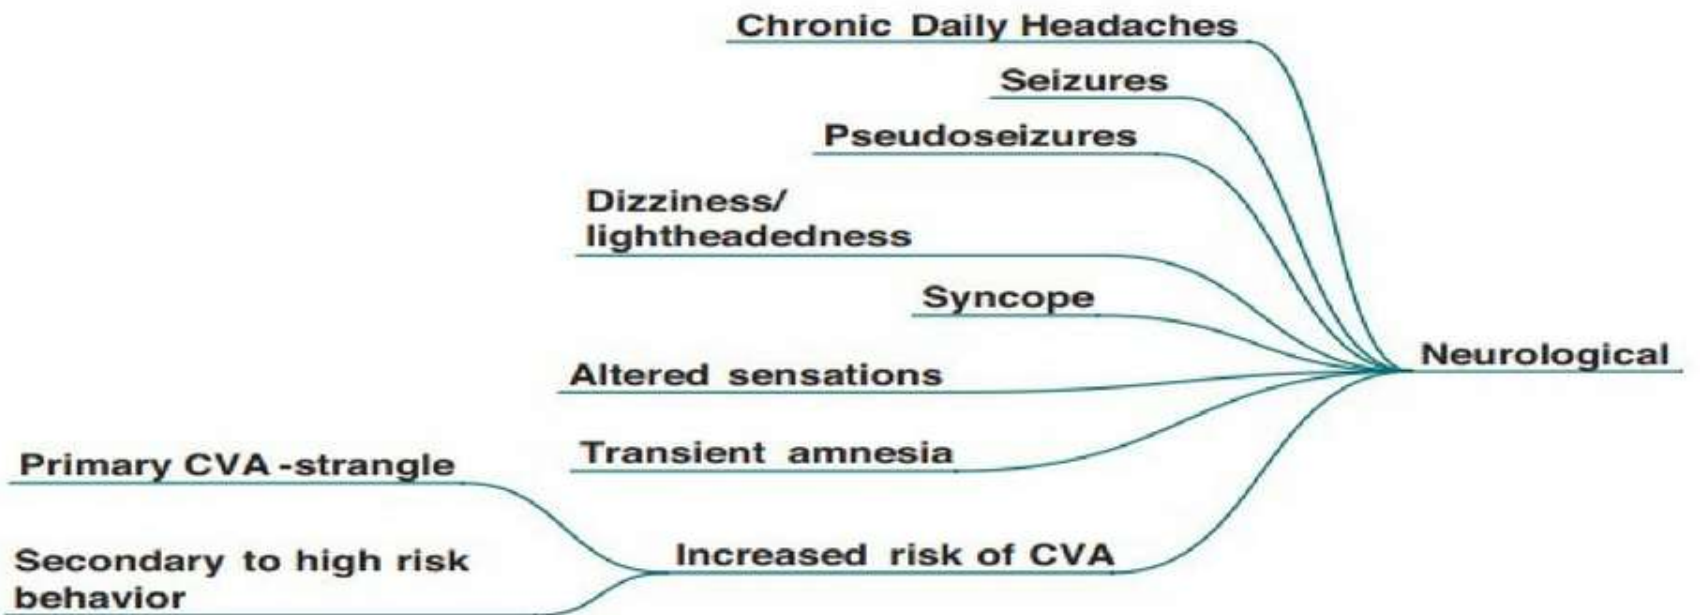 Chronic Daily Headaches
Seizures
Pseudoseizures
Dizziness/
lightheadedness
Syncope
Neurological
Altered sensations
Transient amnesia
Primary CVA-strangle
Increased risk of CVA
Secondary to high risk
behavior